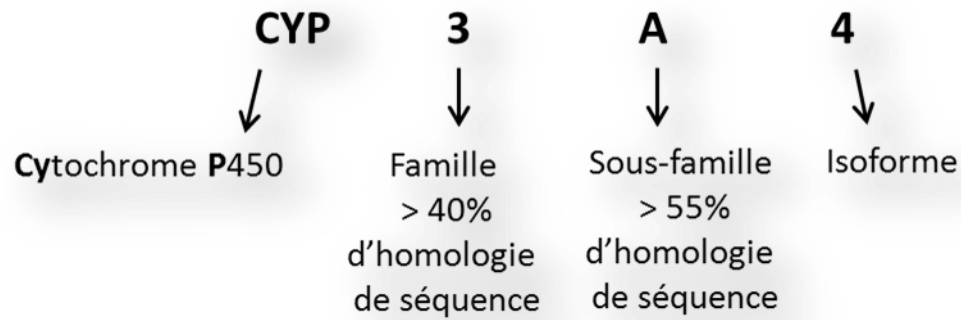 CYP 3 A 4
Cytochrome P450 Famille Sous-famille Isoforme
> 40% > 55%
d'homologie d'homologie
de séquence de séquence